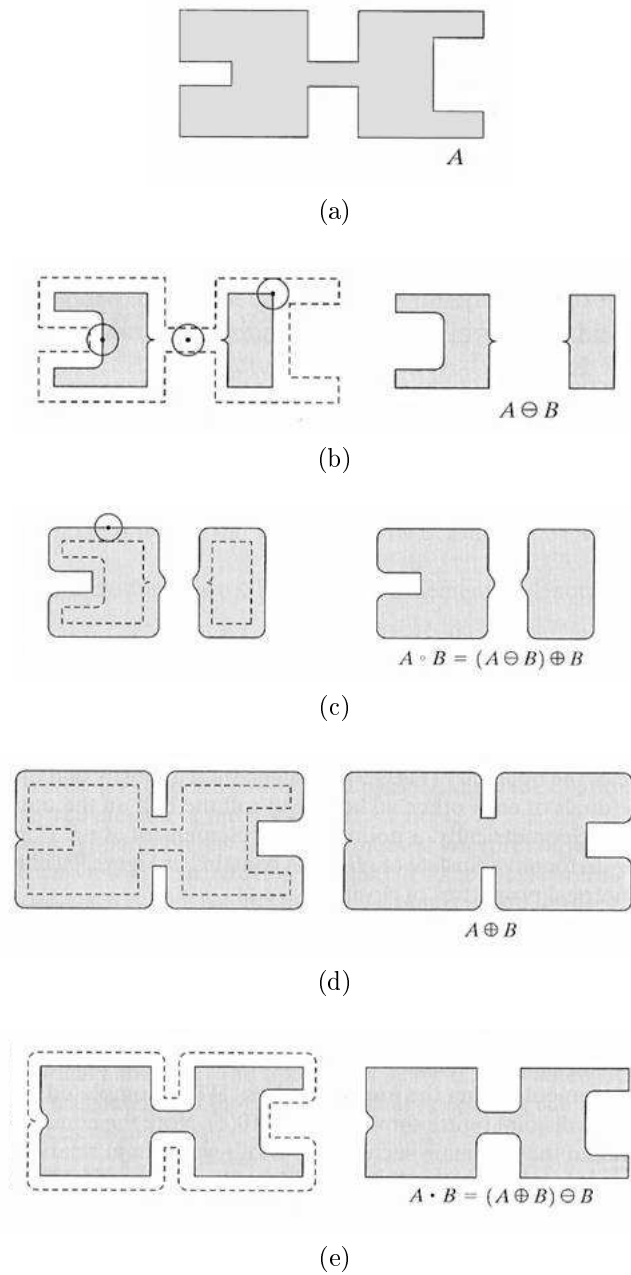 A
(a)
A ⊖ B
(b)
A ∘ B = (A ⊖ B) ⊕ B
(c)
A ⊕ B
(d)
A • B = (A ⊕ B) ⊖ B
(e)